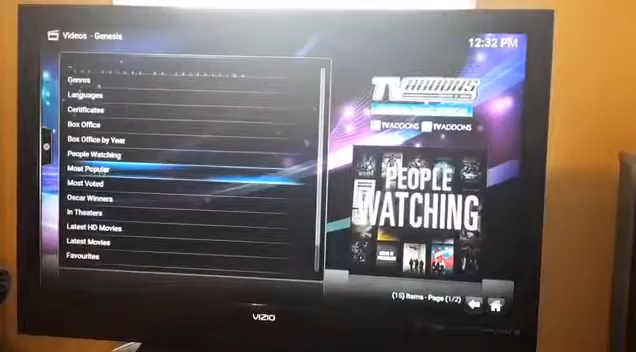 Videos - Genesis
12:32 PM
..
Genres
Languages
Certificates
Box Office
Box Office by Year
People Watching
Most Popular
Most Voted
Oscar Winners
In Theaters
Latest HD Movies
Latest Movies
Favourites
TVADDONS
TVADDONS TVADDONS
PEOPLE
WATCHING
(15) Items - Page (1/2)
VIZIO